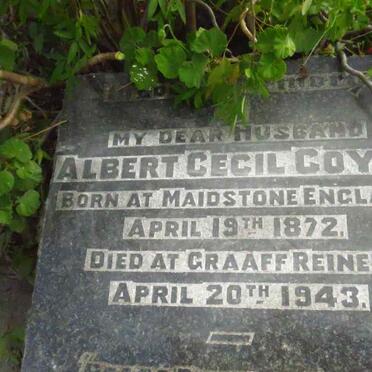 MY DEAR HUSBAND
ALBERT CECIL COY
BORN AT MAIDSTONE ENGLA
APRIL 19TH 1872.
DIED AT GRAAFF REINE
APRIL 20TH 1943.